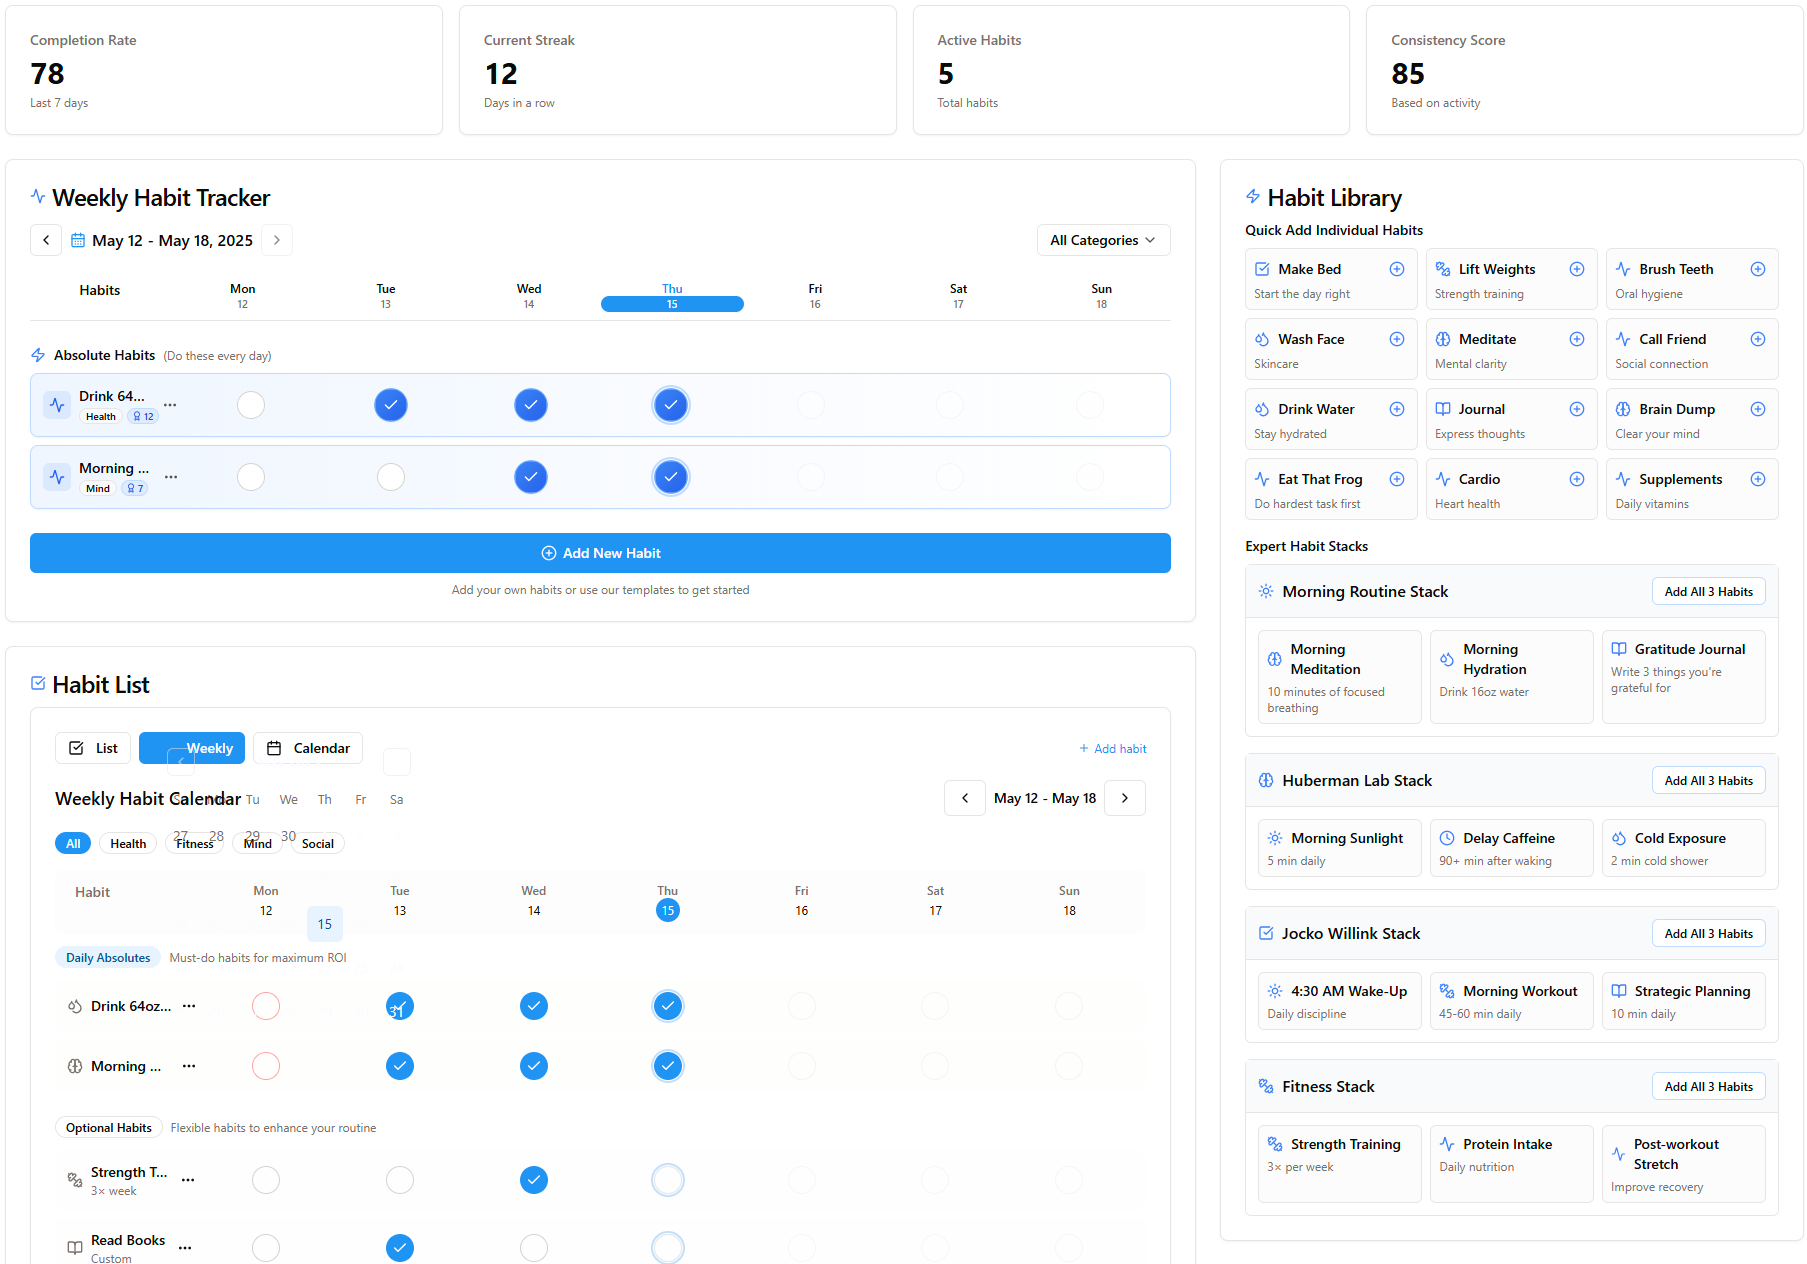 Completion Rate
78
Last 7 days
Current Streak
12
Days in a row
Active Habits
5
Total habits
Consistency Score
85
Based on activity
Weekly Habit Tracker
May 12 - May 18, 2025
All Categories
Habits
Mon
12
Tue
13
Wed
14
Thu
15
Fri
16
Sat
17
Sun
18
Absolute Habits (Do these every day)
Drink 64...
Health 12
Morning ...
Mind 7
Add New Habit
Add your own habits or use our templates to get started
Habit List
List
Weekly
Calendar
+ Add habit
Weekly Habit Calendar
Tu We Th Fr Sa
May 12 - May 18
27 28 29 30
All
Health
Fitness
Mind
Social
Habit
Mon
12
Tue
13
Wed
14
Thu
15
Fri
16
Sat
17
Sun
18
15
Daily Absolutes Must-do habits for maximum ROI
Drink 64oz...
31
Morning ...
Optional Habits Flexible habits to enhance your routine
Strength T...
3× week
Read Books
Custom
Habit Library
Quick Add Individual Habits
Make Bed
Start the day right
Lift Weights
Strength training
Brush Teeth
Oral hygiene
Wash Face
Skincare
Meditate
Mental clarity
Call Friend
Social connection
Drink Water
Stay hydrated
Journal
Express thoughts
Brain Dump
Clear your mind
Eat That Frog
Do hardest task first
Cardio
Heart health
Supplements
Daily vitamins
Expert Habit Stacks
Morning Routine Stack
Add All 3 Habits
Morning
Meditation
10 minutes of focused
breathing
Morning
Hydration
Drink 16oz water
Gratitude Journal
Write 3 things you're
grateful for
Huberman Lab Stack
Add All 3 Habits
Morning Sunlight
5 min daily
Delay Caffeine
90+ min after waking
Cold Exposure
2 min cold shower
Jocko Willink Stack
Add All 3 Habits
4:30 AM Wake-Up
Daily discipline
Morning Workout
45-60 min daily
Strategic Planning
10 min daily
Fitness Stack
Add All 3 Habits
Strength Training
3× per week
Protein Intake
Daily nutrition
Post-workout
Stretch
Improve recovery